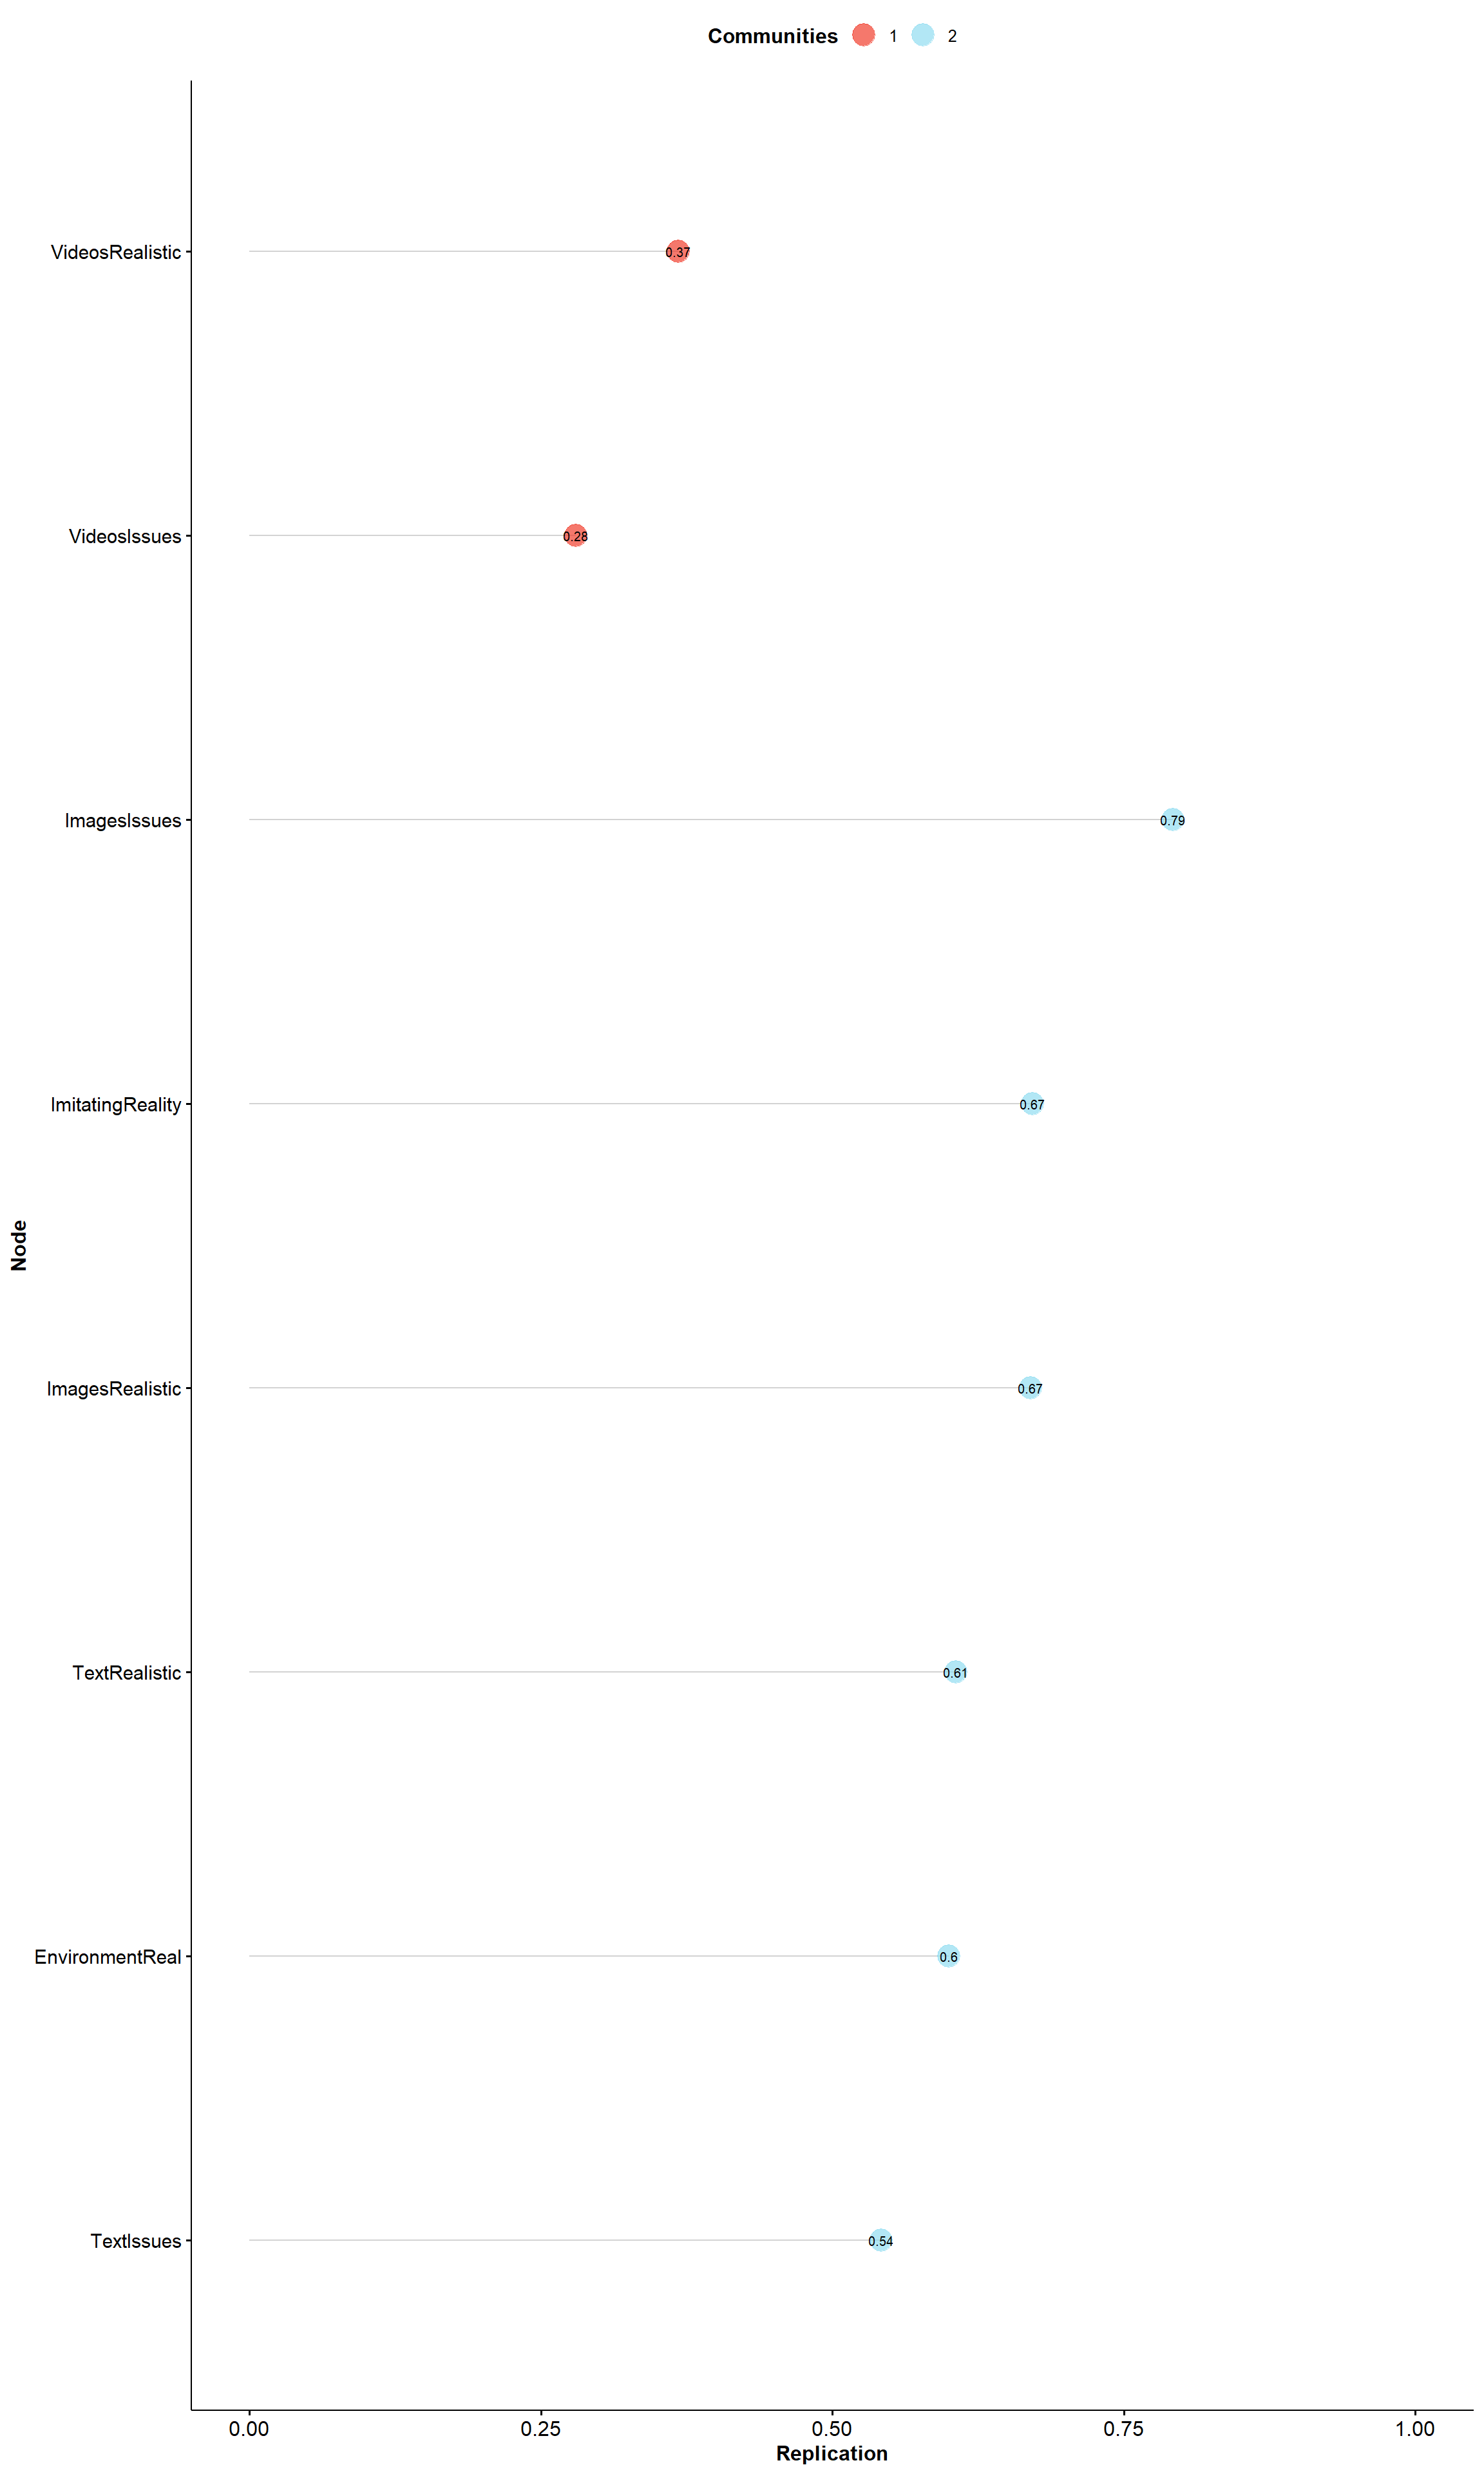 Communities 1 2
VideosRealistic 0.37
VideosIssues 0.28
ImagesIssues 0.79
ImitatingReality 0.67
Node
ImagesRealistic 0.67
TextRealistic 0.61
EnvironmentReal 0.6
TextIssues 0.54
0.00 0.25 0.50 0.75 1.00
Replication